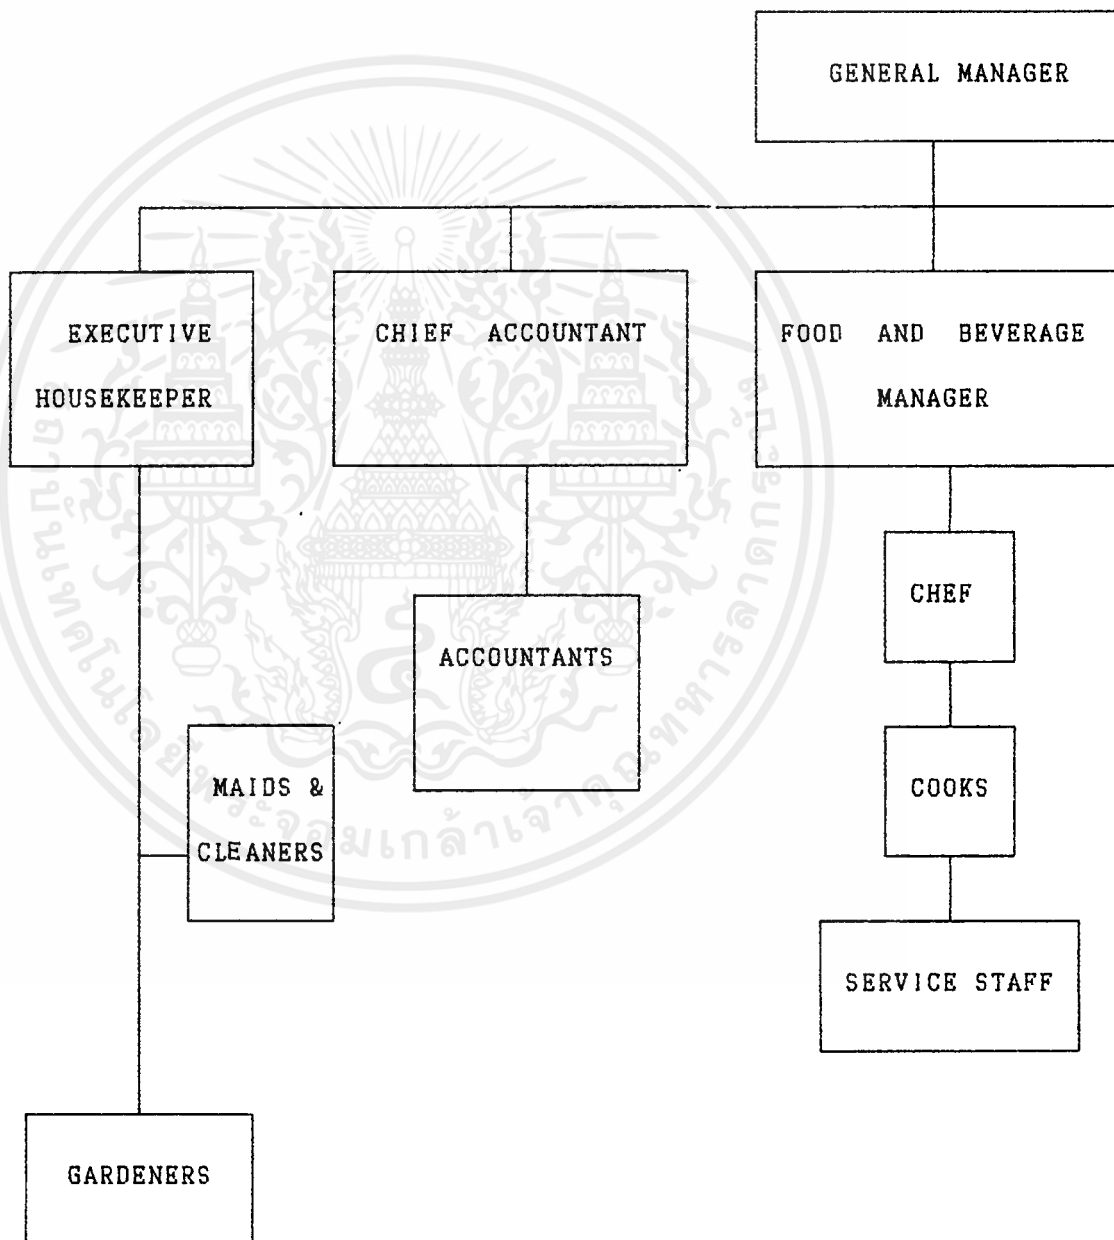 GENERAL MANAGER
EXECUTIVE
HOUSEKEEPER
CHIEF ACCOUNTANT
FOOD AND BEVERAGE
MANAGER
CHEF
ACCOUNTANTS
MAIDS &
CLEANERS
COOKS
SERVICE STAFF
GARDENERS